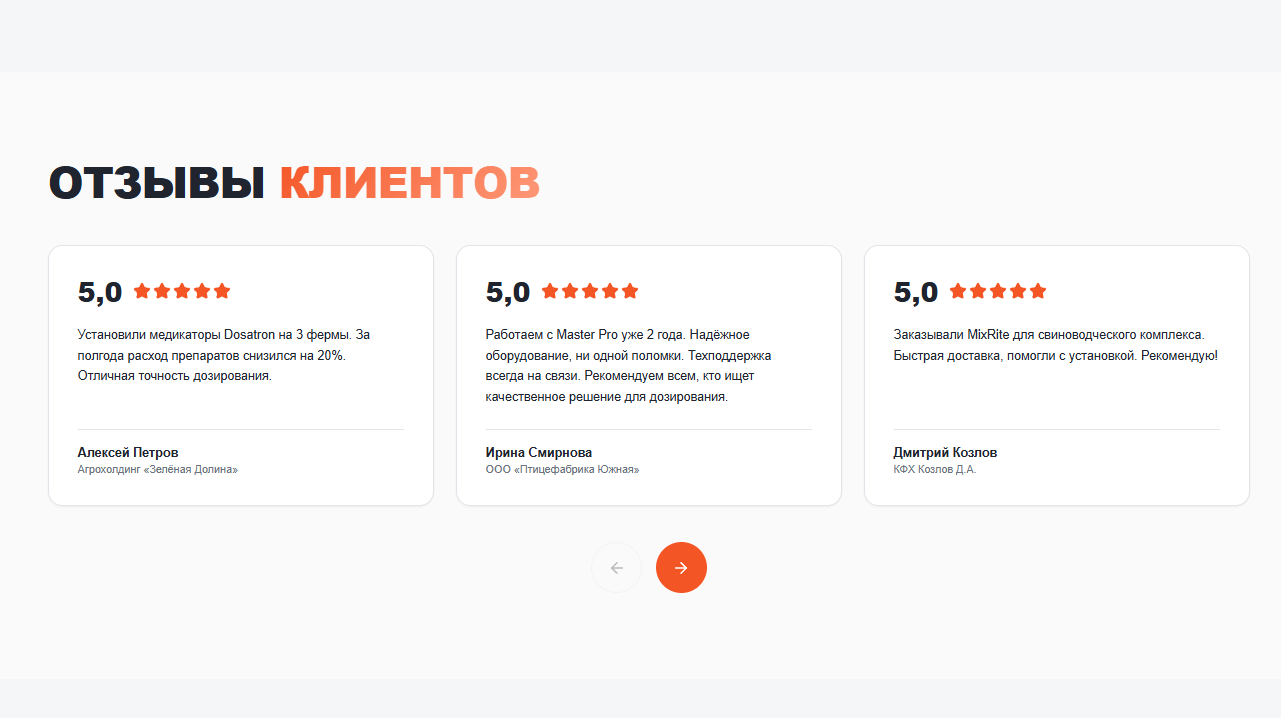 ОТЗЫВЫ КЛИЕНТОВ
5,0
Установили медикаторы Dosatron на 3 фермы. За
полгода расход препаратов снизился на 20%.
Отличная точность дозирования.
Алексей Петров
Агрохолдинг «Зелёная Долина»
5,0
Работаем с Master Pro уже 2 года. Надёжное
оборудование, ни одной поломки. Техподдержка
всегда на связи. Рекомендуем всем, кто ищет
качественное решение для дозирования.
Ирина Смирнова
ООО «Птицефабрика Южная»
5,0
Заказывали MixRite для свиноводческого комплекса.
Быстрая доставка, помогли с установкой. Рекомендую!
Дмитрий Козлов
КФХ Козлов Д.А.